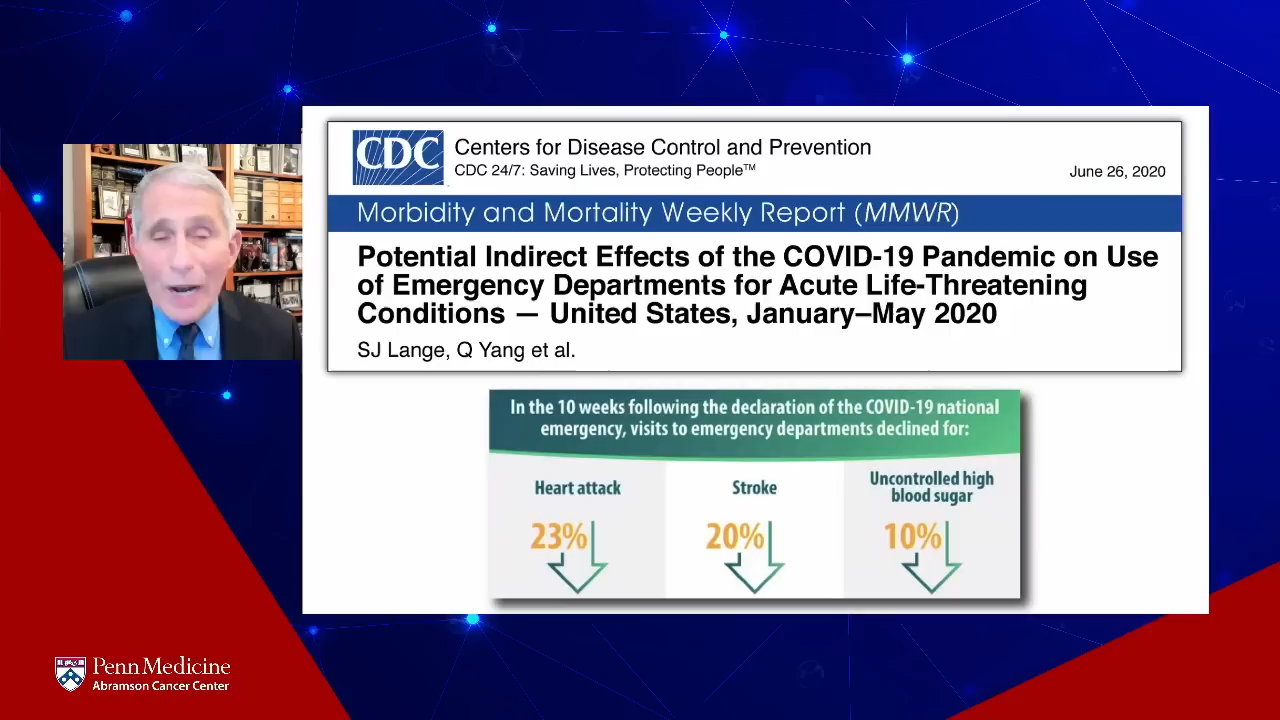 CDC
Centers for Disease Control and Prevention
CDC 24/7: Saving Lives, Protecting People™
June 26, 2020
Morbidity and Mortality Weekly Report (MMWR)
Potential Indirect Effects of the COVID-19 Pandemic on Use
of Emergency Departments for Acute Life-Threatening
Conditions — United States, January–May 2020
SJ Lange, Q Yang et al.
In the 10 weeks following the declaration of the COVID-19 national
emergency, visits to emergency departments declined for:
Heart attack
23%
Stroke
20%
Uncontrolled high
blood sugar
10%
Penn Medicine
Abramson Cancer Center